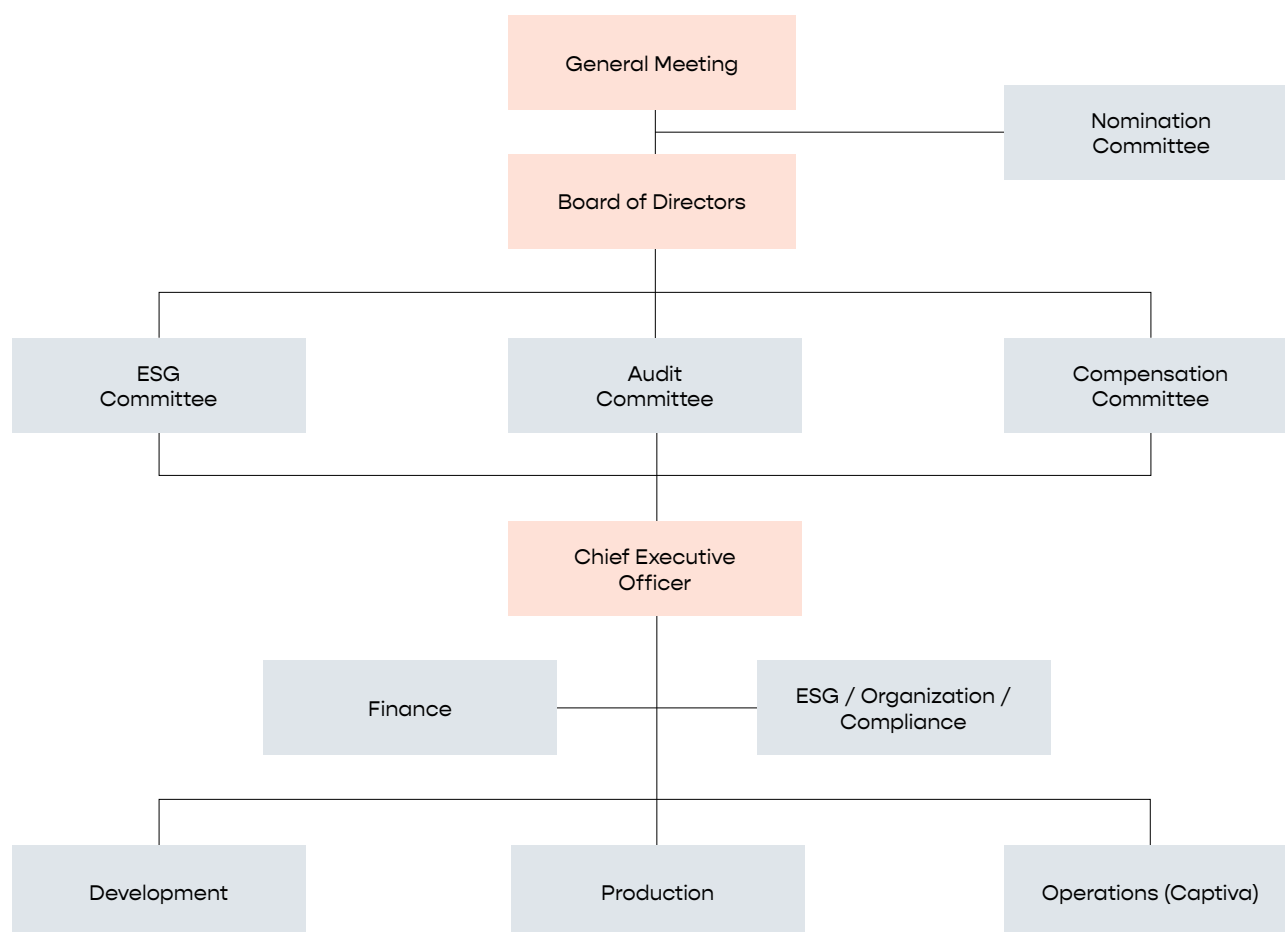 General Meeting
Nomination
Committee
Board of Directors
ESG
Committee
Audit
Committee
Compensation
Committee
Chief Executive
Officer
Finance
ESG / Organization /
Compliance
Development
Production
Operations (Captiva)